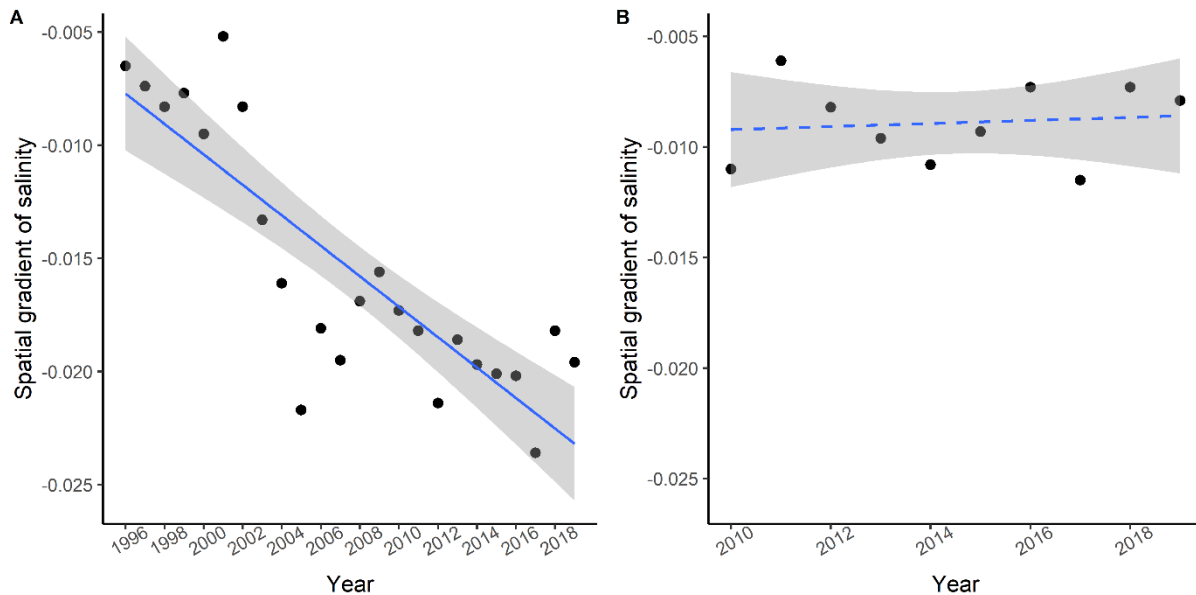 A
Spatial gradient of salinity
-0.005
-0.010
-0.015
-0.020
-0.025
1996 1998 2000 2002 2004 2006 2008 2010 2012 2014 2016 2018
Year
B
Spatial gradient of salinity
-0.005
-0.010
-0.015
-0.020
-0.025
2010 2012 2014 2016 2018
Year